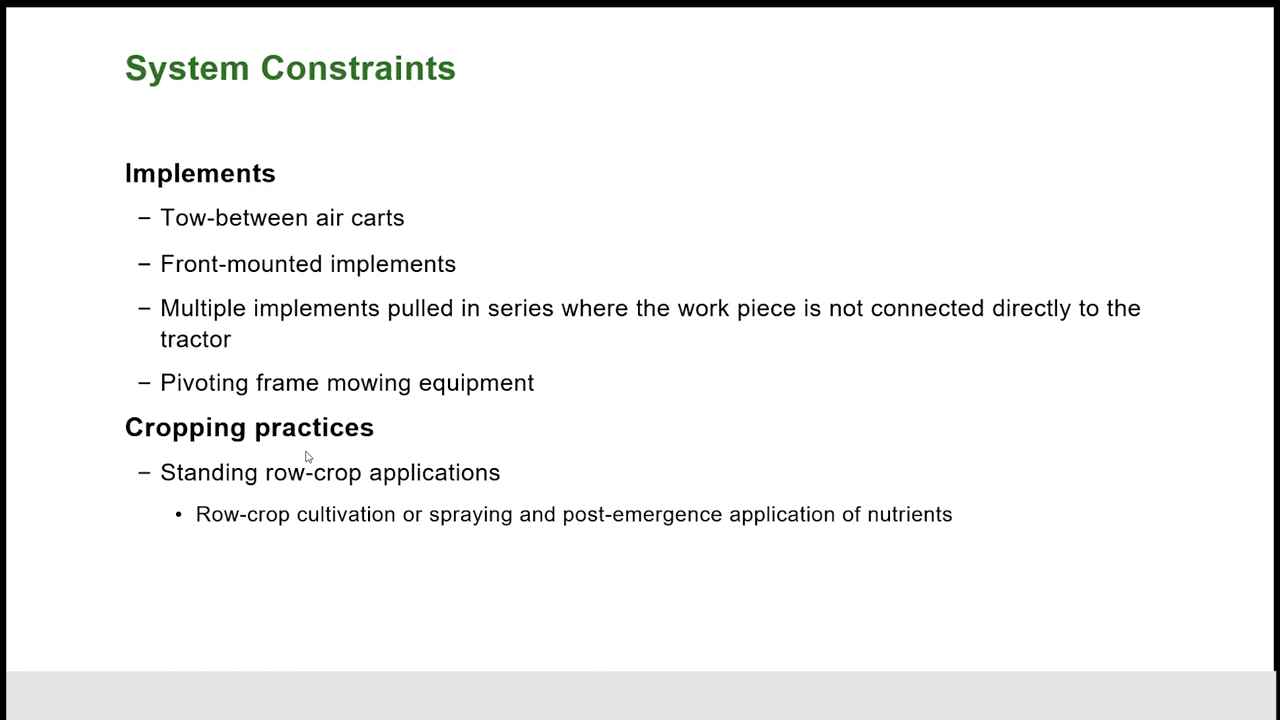 System Constraints
Implements
– Tow-between air carts
– Front-mounted implements
– Multiple implements pulled in series where the work piece is not connected directly to the
tractor
– Pivoting frame mowing equipment
Cropping practices
– Standing row-crop applications
• Row-crop cultivation or spraying and post-emergence application of nutrients